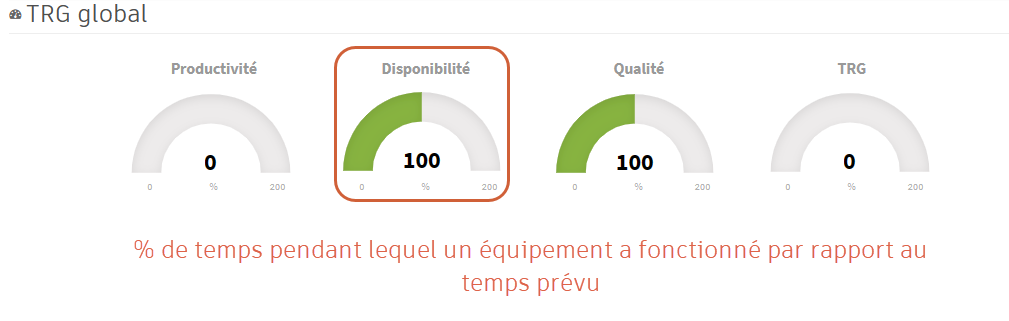 TRG global
Productivité Disponibilité Qualité TRG
0 100 100 0
0 % 200 0 % 200 0 % 200 0 % 200
% de temps pendant lequel un équipement a fonctionné par rapport au
temps prévu